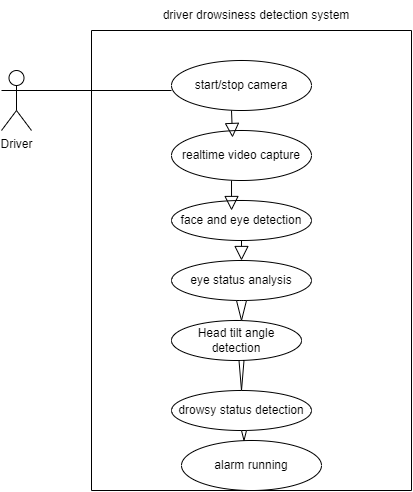 driver drowsiness detection system
start/stop camera
Driver
realtime video capture
face and eye detection
eye status analysis
Head tilt angle
detection
drowsy status detection
alarm running